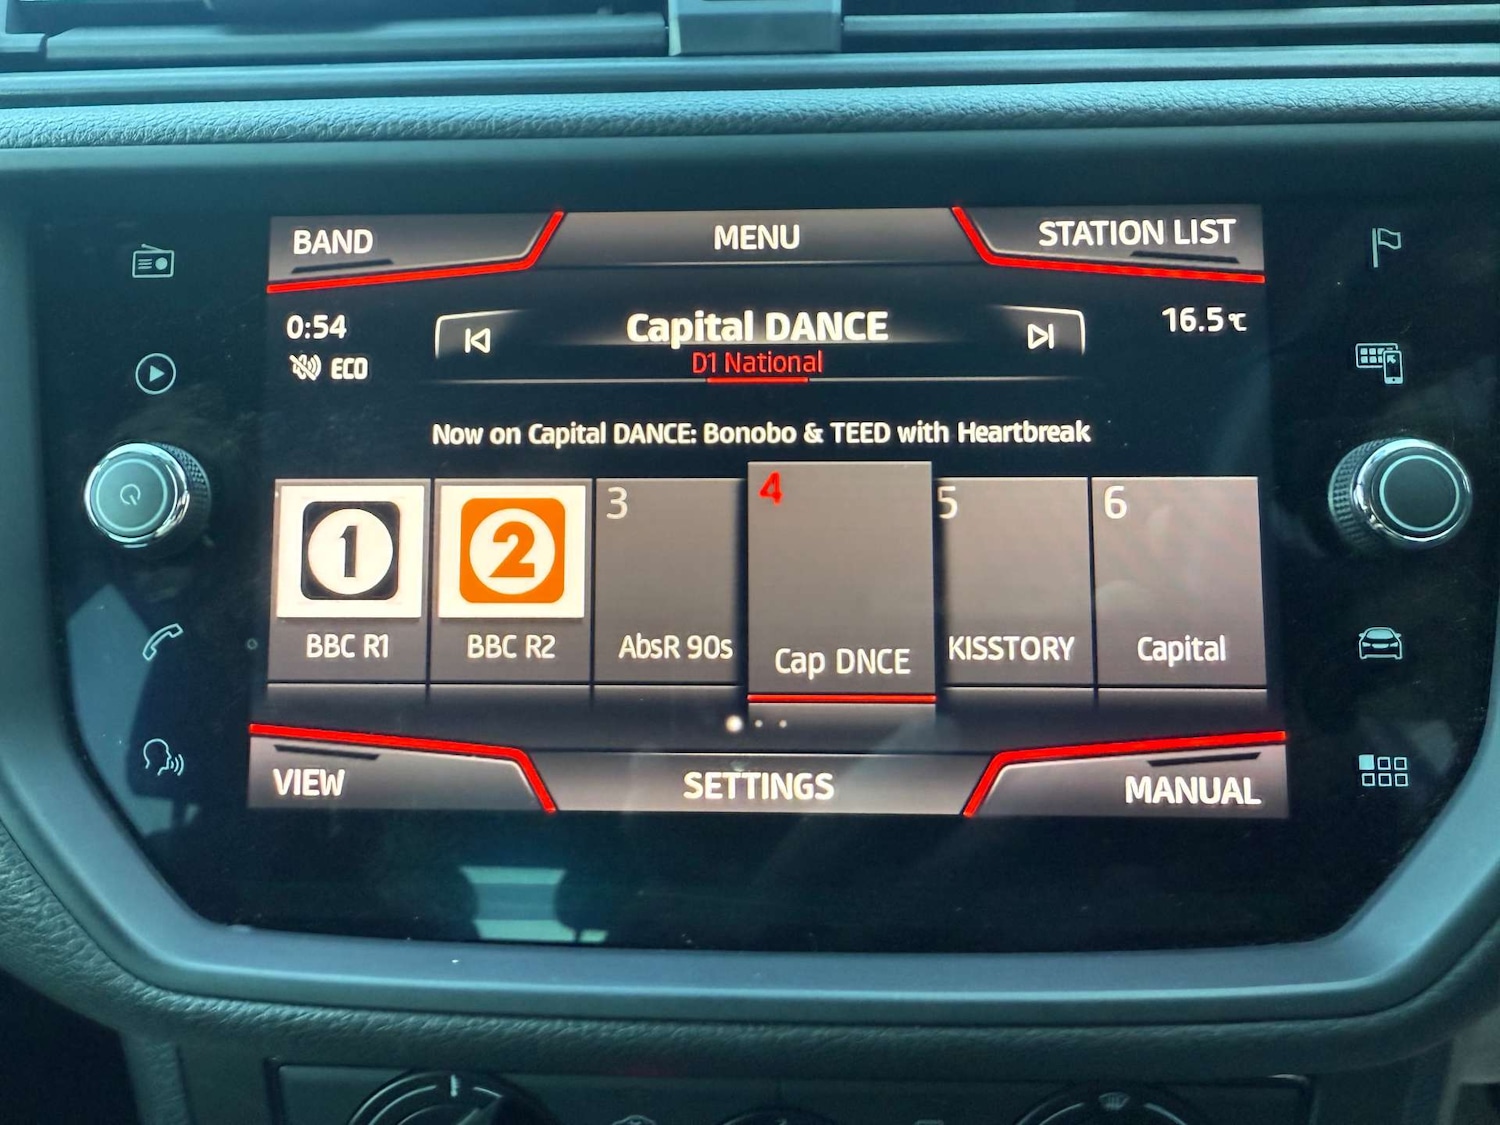 BAND
MENU
STATION LIST
0:54
Capital DANCE
16.5℃
ECO
D1 National
Now on Capital DANCE: Bonobo & TEED with Heartbreak
1
2
3
4
5
6
BBC R1
BBC R2
AbsR 90s
Cap DNCE
KISSTORY
Capital
VIEW
SETTINGS
MANUAL